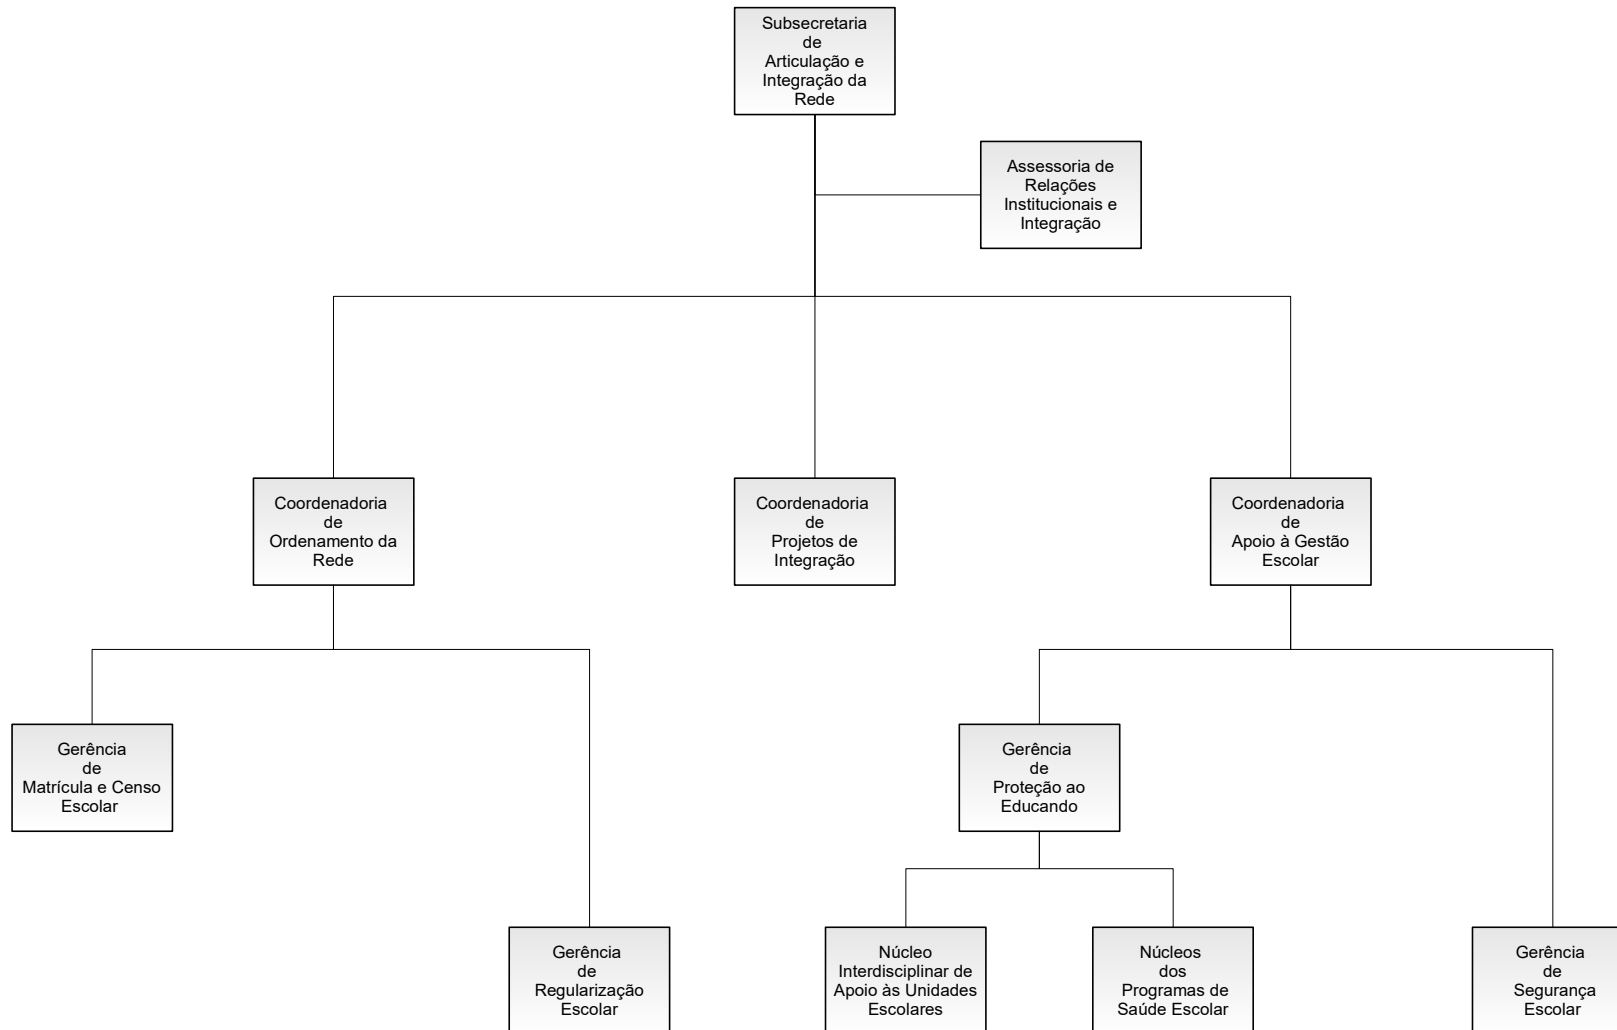 Subsecretaria
de
Articulação e
Integração da
Rede
Assessoria de
Relações
Institucionais e
Integração
Coordenadoria
de
Ordenamento da
Rede
Coordenadoria
de
Projetos de
Integração
Coordenadoria
de
Apoio à Gestão
Escolar
Gerência
de
Matrícula e Censo
Escolar
Gerência
de
Proteção ao
Educando
Gerência
de
Regularização
Escolar
Núcleo
Interdisciplinar de
Apoio às Unidades
Escolares
Núcleos
dos
Programas de
Saúde Escolar
Gerência
de
Segurança
Escolar